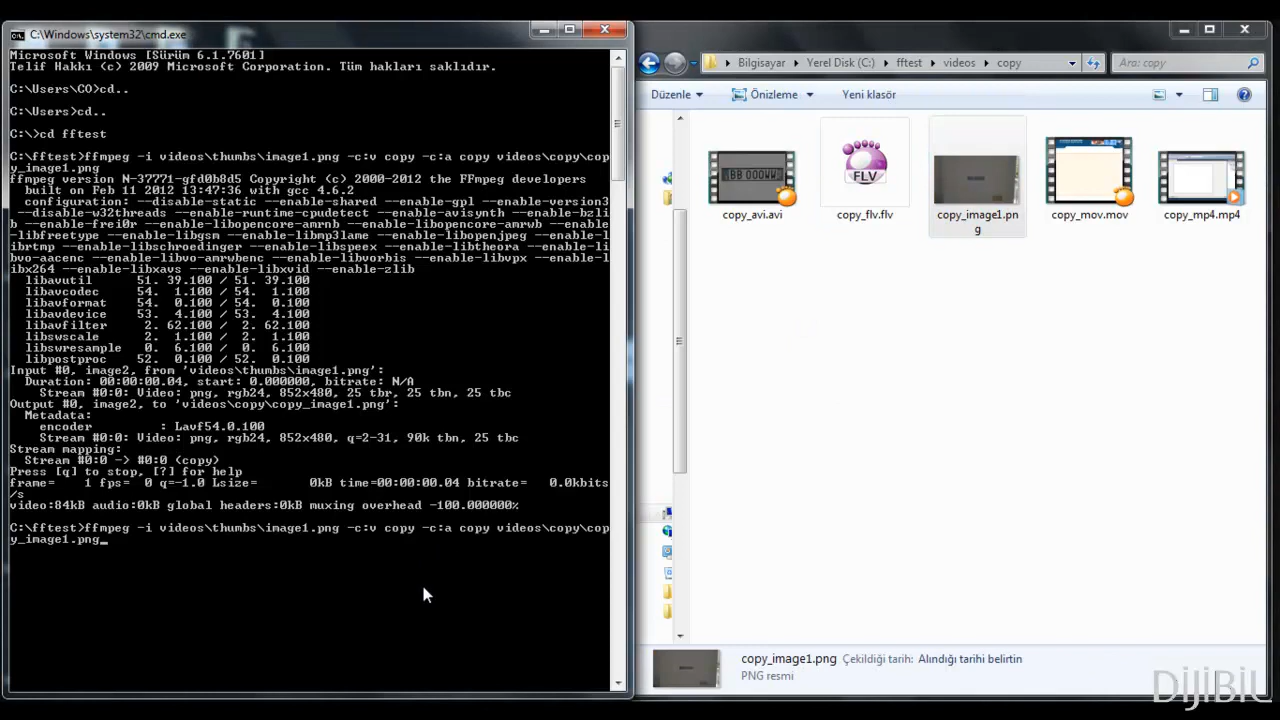 C:\Windows\system32\cmd.exe
Microsoft Windows [Sürüm 6.1.7601]
Telif Hakkı (c) 2009 Microsoft Corporation. Tüm hakları saklıdır.
C:\Users\CO>cd..
C:\Users>cd..
C:\>cd fftest
C:\fftest>ffmpeg -i videos\thumbs\image1.png -c:v copy -c:a copy videos\copy\cop
y_image1.png
ffmpeg version N-37771-gfd0b8d5 Copyright (c) 2000-2012 the FFmpeg developers
built on Feb 11 2012 13:47:36 with gcc 4.6.2
configuration: --disable-static --enable-shared --enable-gpl --enable-version3
--disable-w32threads --enable-runtime-cpudetect --enable-avisynth --enable-bzli
b --enable-frei0r --enable-libopencore-amrnb --enable-libopencore-amrwb --enable
-libfreetype --enable-libgsm --enable-libmp3lame --enable-libopenjpeg --enable-l
ibrtmp --enable-libschroedinger --enable-libspeex --enable-libtheora --enable-li
bvo-aacenc --enable-libvo-amrwbenc --enable-libvorbis --enable-libvpx --enable-l
ibx264 --enable-libxavs --enable-libxvid --enable-zlib
libavutil 51. 39.100 / 51. 39.100
libavcodec 54. 1.100 / 54. 1.100
libavformat 54. 0.100 / 54. 0.100
libavdevice 53. 4.100 / 53. 4.100
libavfilter 2. 62.100 / 2. 62.100
libswscale 2. 1.100 / 2. 1.100
libswresample 0. 6.100 / 0. 6.100
libpostproc 52. 0.100 / 52. 0.100
Input #0, image2, from 'videos\thumbs\image1.png':
Duration: 00:00:00.04, start: 0.000000, bitrate: N/A
Stream #0:0: Video: png, rgb24, 852x480, 25 tbr, 25 tbn, 25 tbc
Output #0, image2, to 'videos\copy\copy_image1.png':
Metadata:
encoder : Lavf54.0.100
Stream #0:0: Video: png, rgb24, 852x480, q=2-31, 90k tbn, 25 tbc
Stream mapping:
Stream #0:0 -> #0:0 (copy)
Press [q] to stop, [?] for help
frame= 1 fps= 0 q=-1.0 Lsize= 0kB time=00:00:00.04 bitrate= 0.0kbits
/s
video:84kB audio:0kB global headers:0kB muxing overhead -100.000000%
C:\fftest>ffmpeg -i videos\thumbs\image1.png -c:v copy -c:a copy videos\copy\cop
y_image1.png_
Bilgisayar Yerel Disk (C:) fftest videos copy
Ara: copy
Düzenle Önizleme Yeni klasör
BB 000WW
FLV
copy_avi.avi
copy_flv.flv
copy_image1.pn
g
copy_mov.mov
copy_mp4.mp4
copy_image1.png Çekildiği tarih: Alındığı tarihi belirtin
PNG resmi
DijiBil